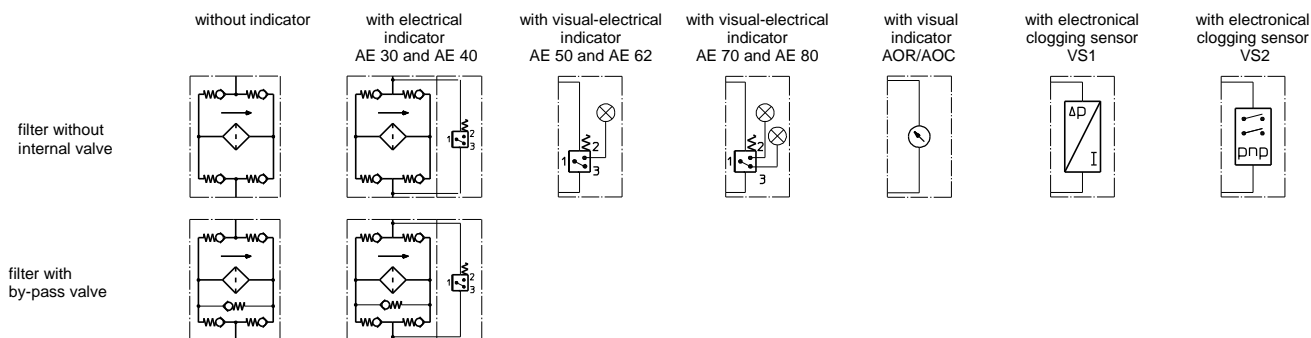 without indicator
with electrical
indicator
AE 30 and AE 40
with visual-electrical
indicator
AE 50 and AE 62
with visual-electrical
indicator
AE 70 and AE 80
with visual
indicator
AOR/AOC
with electronical
clogging sensor
VS1
with electronical
clogging sensor
VS2
filter without
internal valve
1 2
3
1 2
3
1 2
3
Δp
I
pnp
filter with
by-pass valve
1 2
3